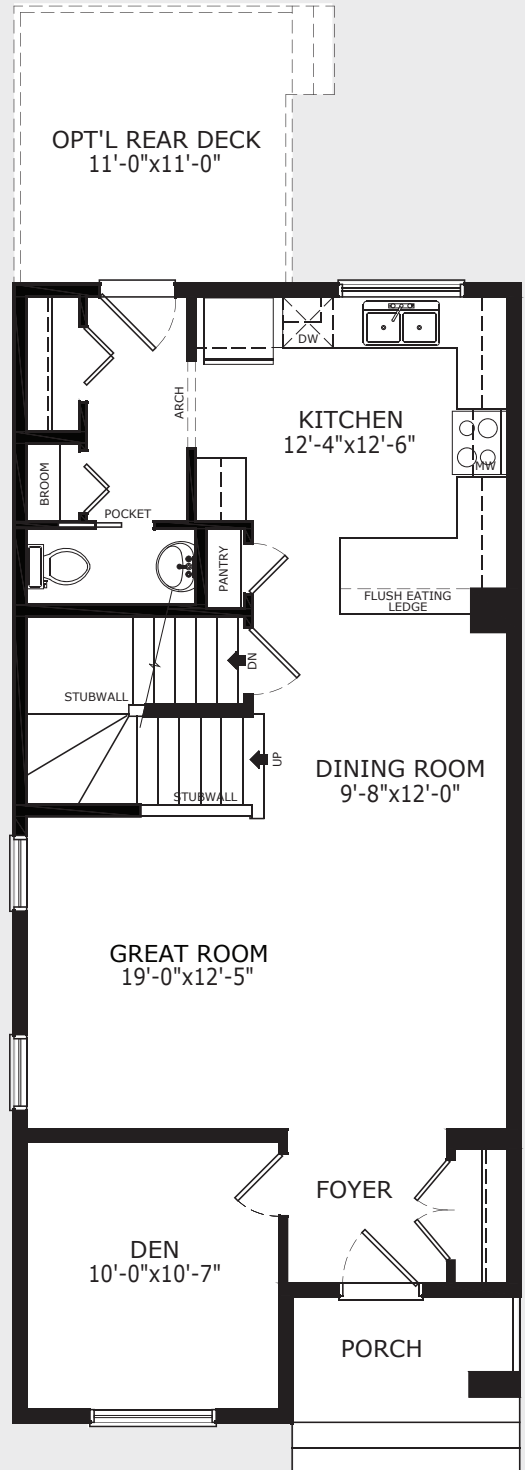 OPT'L REAR DECK
11'-0"x11'-0"
DW
ARCH
KITCHEN
12'-4"x12'-6"
MW
BROOM
POCKET
PANTRY
FLUSH EATING
LEDGE
DN
STUBWALL
UP
DINING ROOM
9'-8"x12'-0"
STUBWALL
GREAT ROOM
19'-0"x12'-5"
FOYER
DEN
10'-0"x10'-7"
PORCH